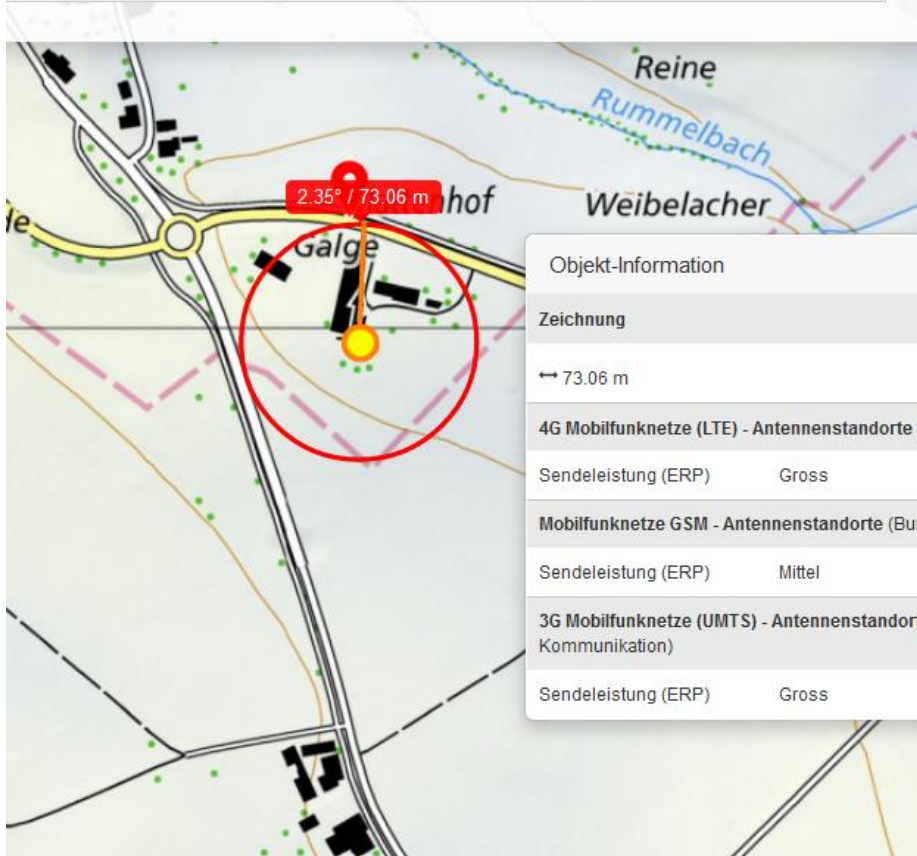 Reine
Rummelbach
2.35° / 73.06 m
Weibelacher
Galge
Objekt-Information
Zeichnung
↔ 73.06 m
4G Mobilfunknetze (LTE) - Antennenstandorte
Sendeleistung (ERP) Gross
Mobilfunknetze GSM - Antennenstandorte (Bu
Sendeleistung (ERP) Mittel
3G Mobilfunknetze (UMTS) - Antennenstandor
Kommunikation)
Sendeleistung (ERP) Gross